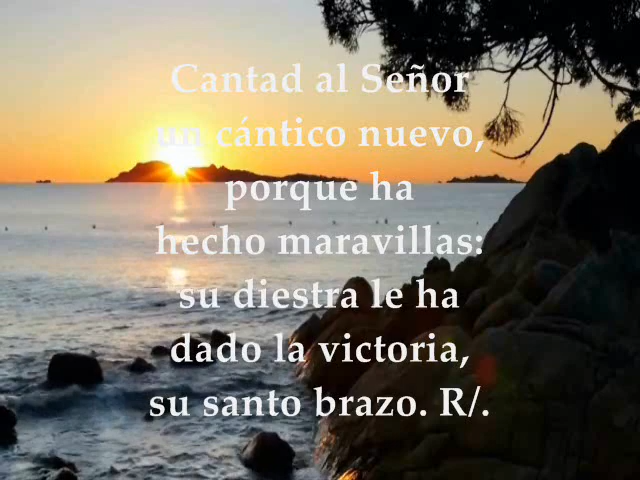 Cantad al Señor
un cántico nuevo,
porque ha
hecho maravillas:
su diestra le ha
dado la victoria,
su santo brazo. R/.